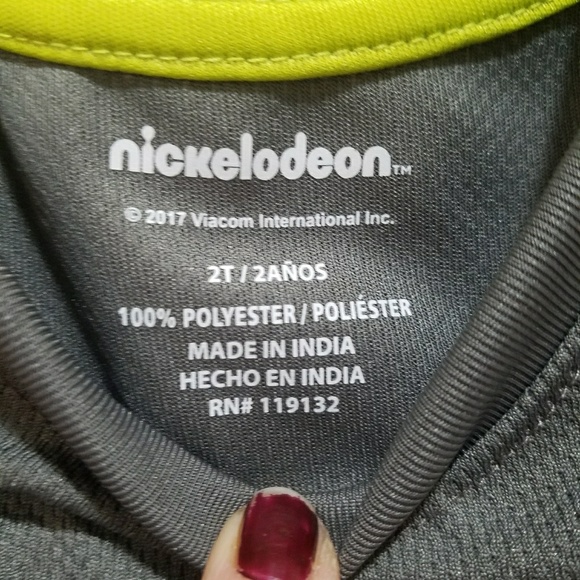 nickelodeon™
© 2017 Viacom International Inc.
2T / 2AÑOS
100% POLYESTER / POLIÉSTER
MADE IN INDIA
HECHO EN INDIA
RN# 119132